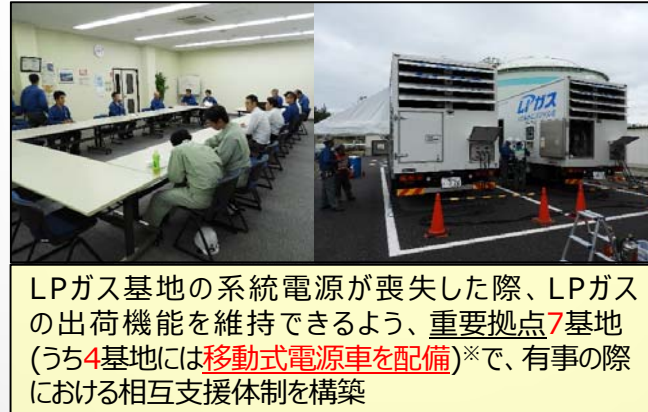 LPガス
LPガス基地の系統電源が喪失した際、LPガス
の出荷機能を維持できるよう、重要拠点7基地
(うち4基地には移動式電源車を配備)※で、有事の際
における相互支援体制を構築